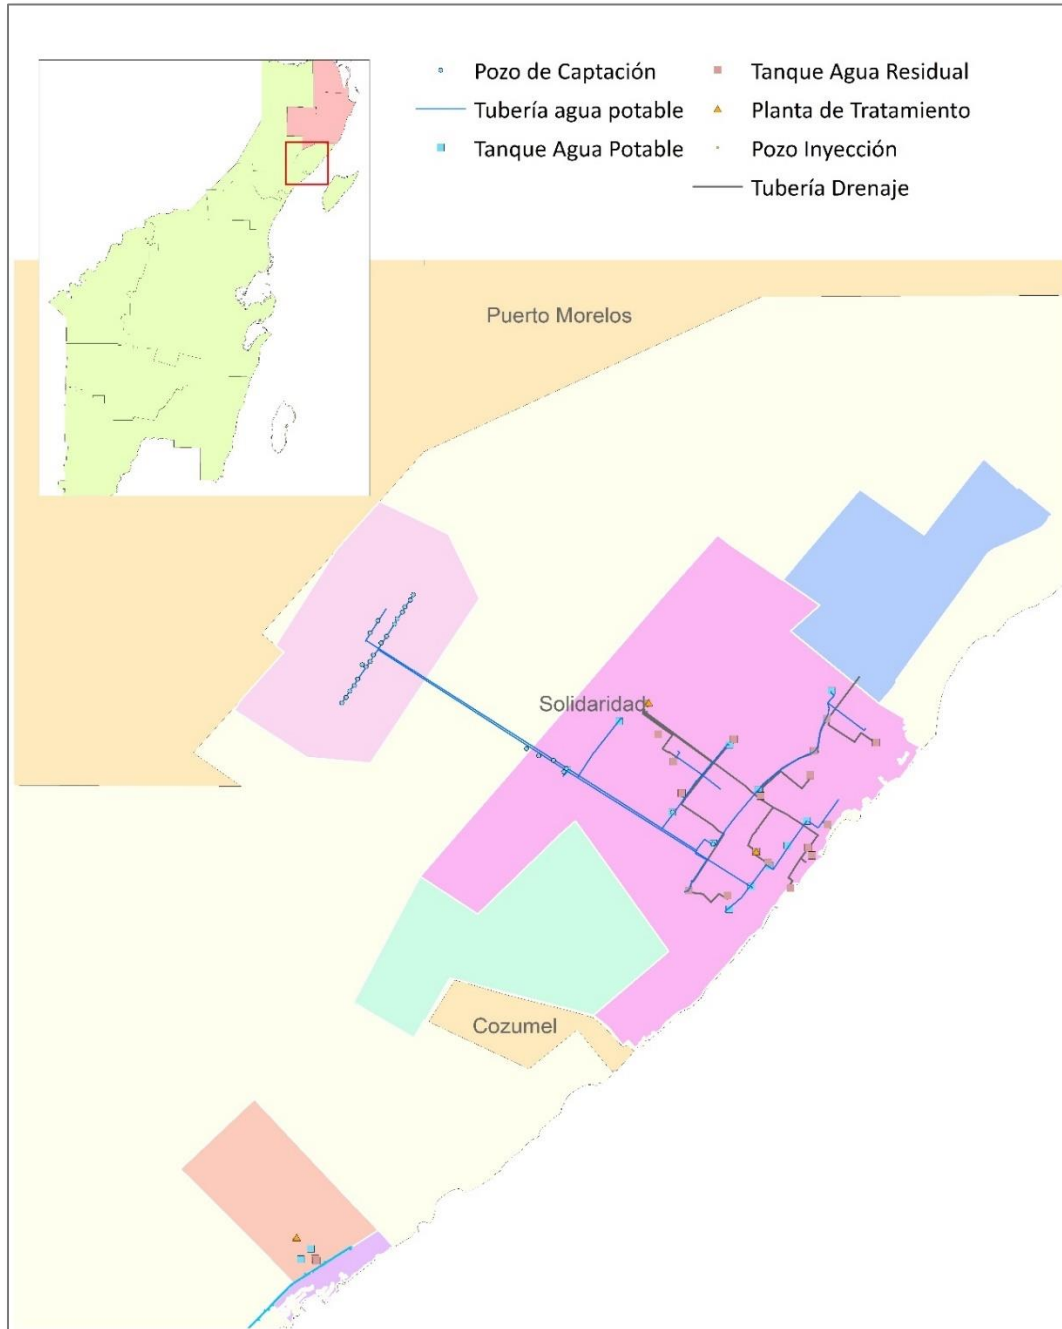 Pozo de Captación
Tubería agua potable
Tanque Agua Potable
Tanque Agua Residual
Planta de Tratamiento
Pozo Inyección
Tubería Drenaje
Puerto Morelos
Solidaridad
Cozumel